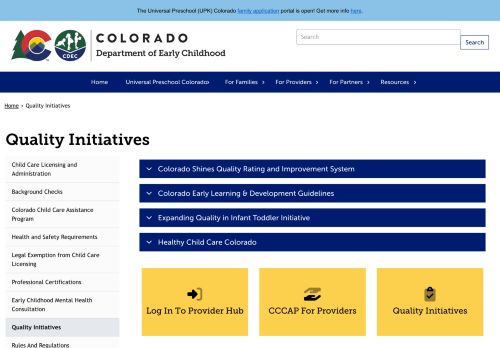 The Universal Preschool (UPK) Colorado family application portal is open! Get more info here.
CDEC
COLORADO
Department of Early Childhood
Search
Search
Home
Universal Preschool Colorado
For Families
For Providers
For Partners
Resources
Home › Quality Initiatives
Quality Initiatives
Child Care Licensing and
Administration
Background Checks
Colorado Child Care Assistance
Program
Health and Safety Requirements
Legal Exemption from Child Care
Licensing
Professional Certifications
Early Childhood Mental Health
Consultation
Quality Initiatives
Rules And Regulations
Colorado Shines Quality Rating and Improvement System
Colorado Early Learning & Development Guidelines
Expanding Quality in Infant Toddler Initiative
Healthy Child Care Colorado
Log In To Provider Hub
CCCAP For Providers
Quality Initiatives